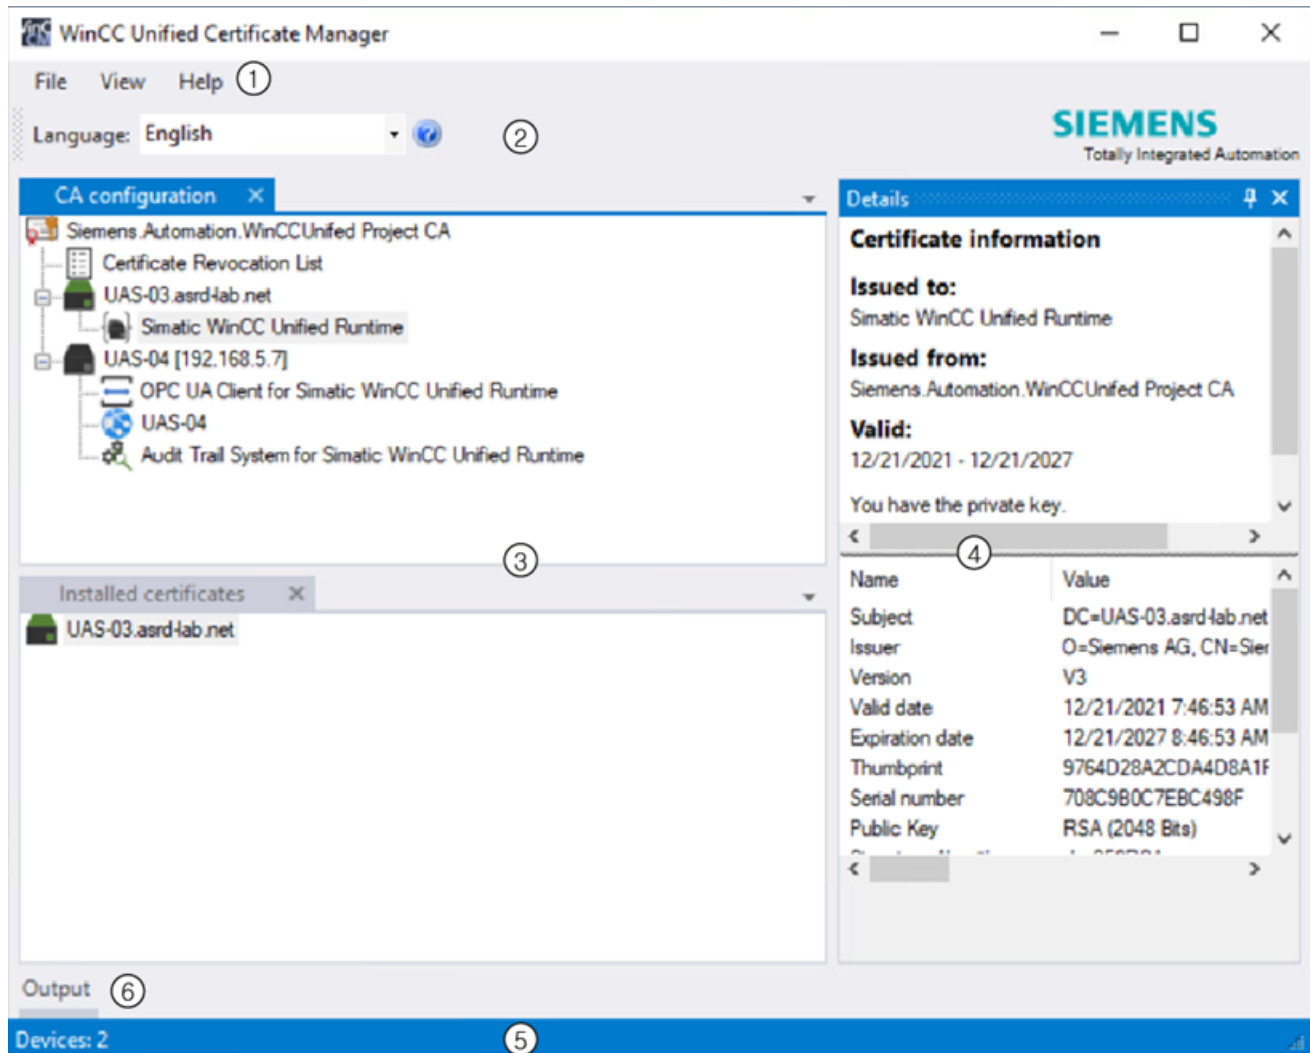 WinCC Unified Certificate Manager
File View Help ①
Language: English ②
SIEMENS
Totally Integrated Automation
CA configuration
Siemens.Automation.WinCCUnifed Project CA
Certificate Revocation List
UAS-03.asrd-lab.net
Simatic WinCC Unified Runtime
UAS-04 [192.168.5.7]
OPC UA Client for Simatic WinCC Unified Runtime
UAS-04
Audit Trail System for Simatic WinCC Unified Runtime
③
Installed certificates
UAS-03.asrd-lab.net
Details
Certificate information
Issued to:
Simatic WinCC Unified Runtime
Issued from:
Siemens.Automation.WinCCUnifed Project CA
Valid:
12/21/2021 - 12/21/2027
You have the private key.
④
Name Value
Subject DC=UAS-03.asrd-lab.net
Issuer O=Siemens AG, CN=Sier
Version V3
Valid date 12/21/2021 7:46:53 AM
Expiration date 12/21/2027 8:46:53 AM
Thumbprint 9764D28A2CDA4D8A1F
Serial number 708C9B0C7EBC498F
Public Key RSA (2048 Bits)
Output ⑥
Devices: 2 ⑤